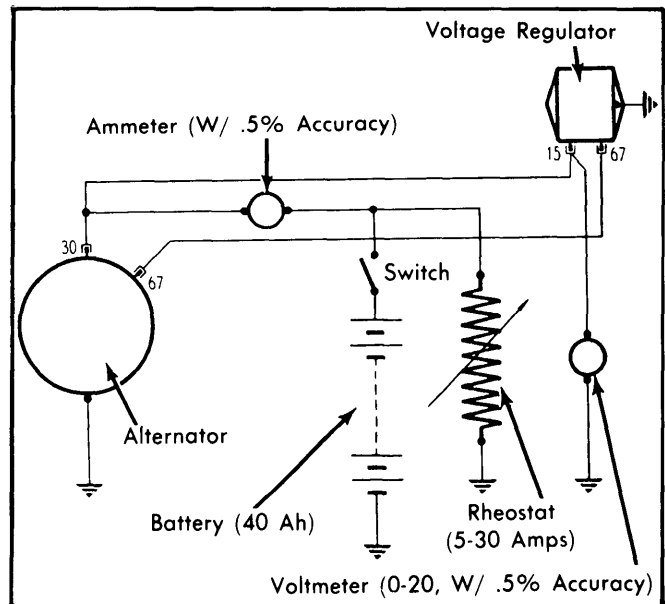 Voltage Regulator
Ammeter (W/ .5% Accuracy)
15
67
30
67
Switch
Alternator
Battery (40 Ah)
Rheostat
(5-30 Amps)
Voltmeter (0-20, W/ .5% Accuracy)